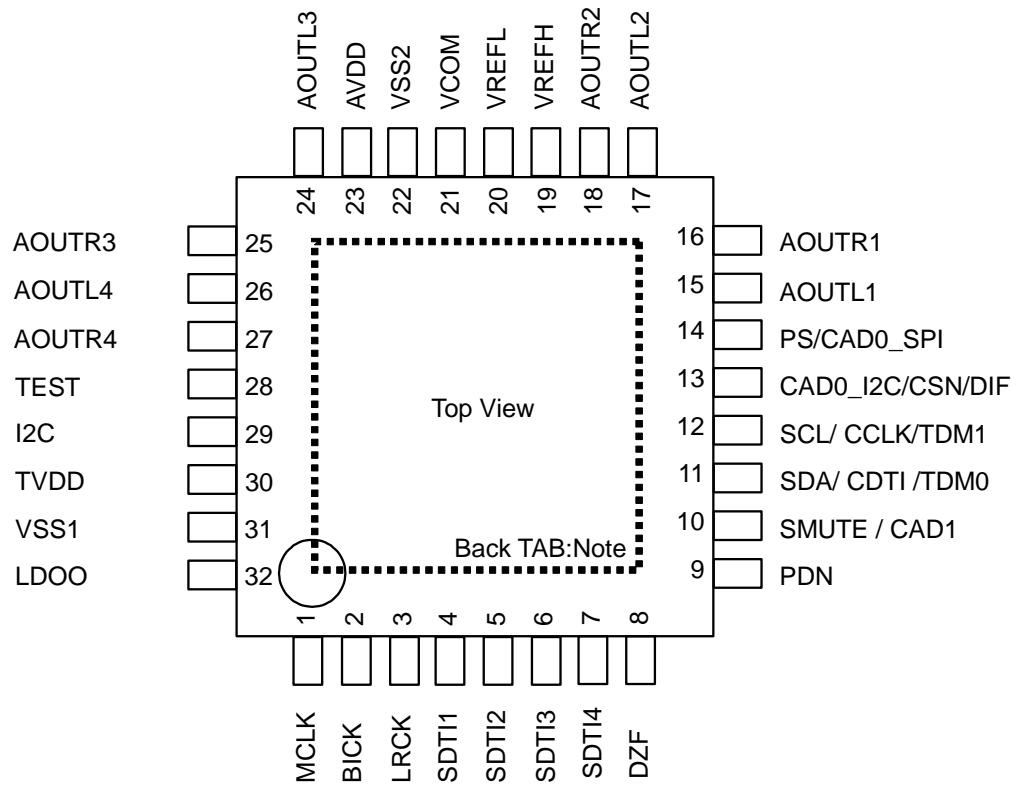 AOUTL3
AVDD
VSS2
VCOM
VREFL
VREFH
AOUTR2
AOUTL2
24
23
22
21
20
19
18
17
AOUTR3
25
AOUTL4
26
AOUTR4
27
TEST
28
I2C
29
TVDD
30
VSS1
31
LDOO
32
Top View
Back TAB:Note
16
AOUTR1
15
AOUTL1
14
PS/CAD0_SPI
13
CAD0_I2C/CSN/DIF
12
SCL/ CCLK/TDM1
11
SDA/ CDTI /TDM0
10
SMUTE / CAD1
9
PDN
1
2
3
4
5
6
7
8
MCLK
BICK
LRCK
SDTI1
SDTI2
SDTI3
SDTI4
DZF